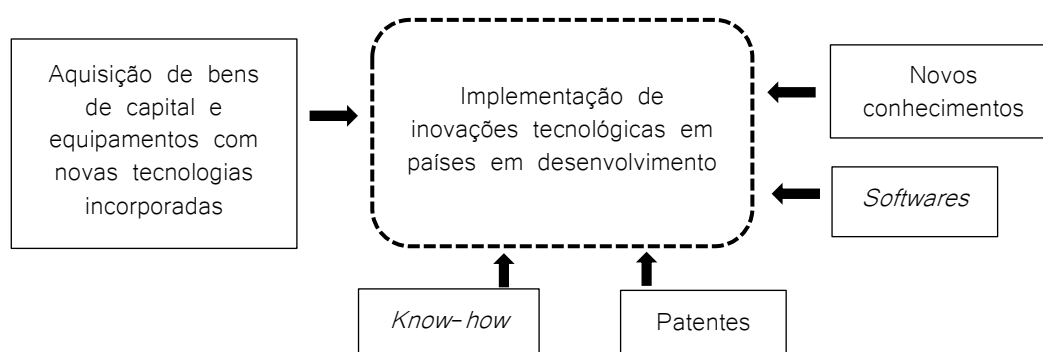 Aquisição de bens
de capital e
equipamentos com
novas tecnologias
incorporadas
Implementação de
inovações tecnológicas em
países em desenvolvimento
Novos
conhecimentos
Softwares
Know-how
Patentes